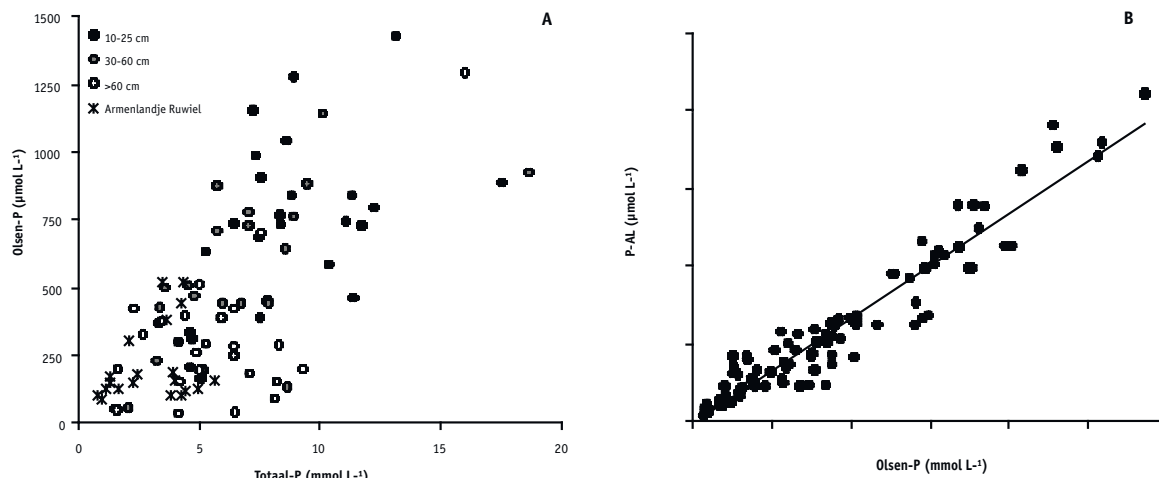 A
1500
10-25 cm
30-60 cm
>60 cm
Armenlandje Ruwiel
1250
1000
750
500
250
0
Olsen-P (µmol L-¹)
0 5 10 15 20
Totaal-P (mmol L-¹)
B
P-AL (µmol L-¹)
Olsen-P (mmol L-¹)